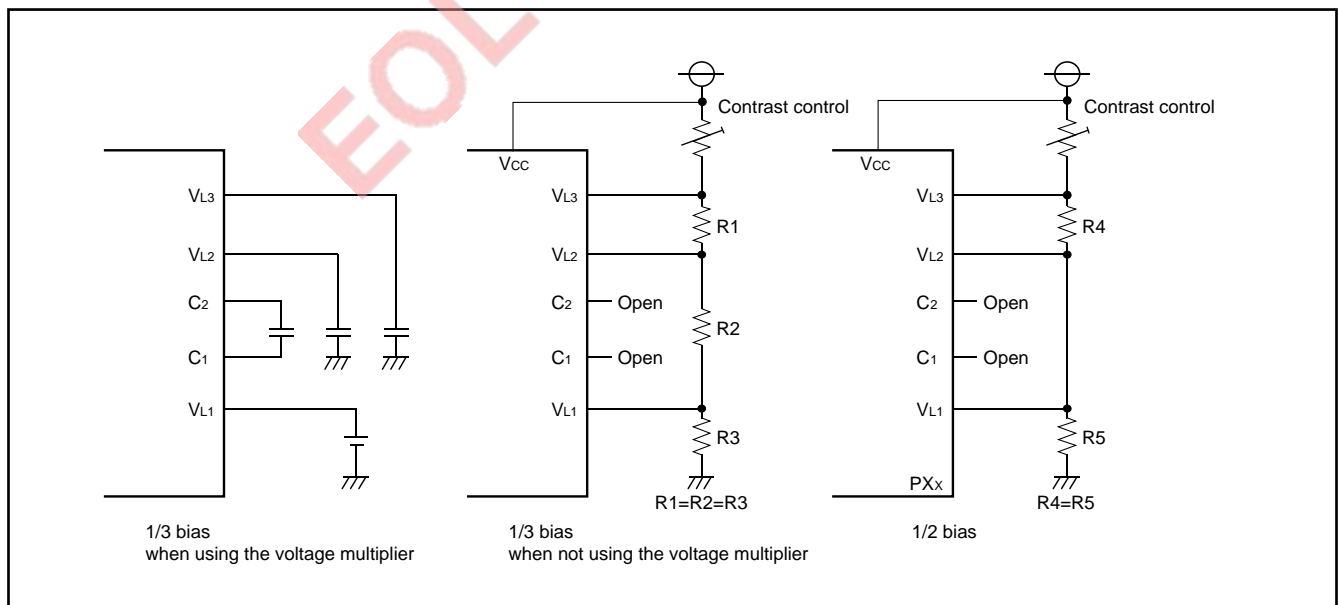 EOL
VL3
VL2
C2
C1
VL1
1/3 bias
when using the voltage multiplier
Contrast control
VCC
VL3
R1
VL2
C2
Open
R2
C1
Open
VL1
R3
R1=R2=R3
1/3 bias
when not using the voltage multiplier
Contrast control
VCC
VL3
R4
VL2
C2
Open
C1
Open
VL1
R5
PXx
R4=R5
1/2 bias